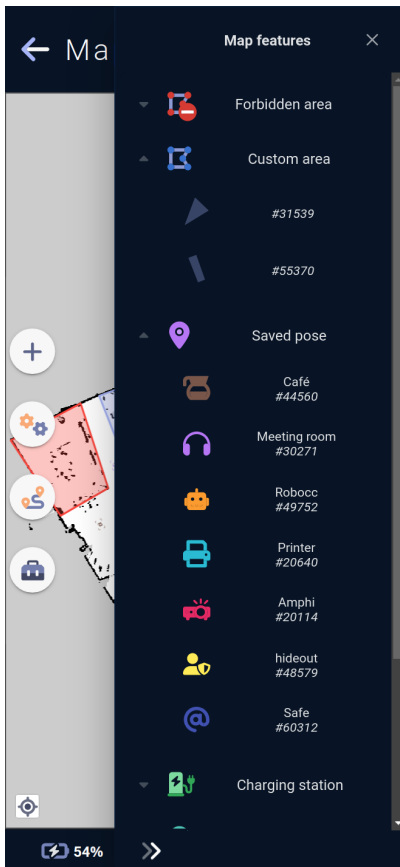 Ma
Map features
Forbidden area
Custom area
#31539
#55370
Saved pose
Café
#44560
Meeting room
#30271
Robocc
#49752
Printer
#20640
Amphi
#20114
hideout
#48579
Safe
#60312
Charging station
54%